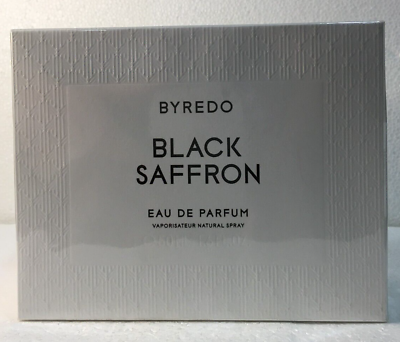 BYREDO
BLACK
SAFFRON
EAU DE PARFUM
VAPORISATEUR NATURAL SPRAY